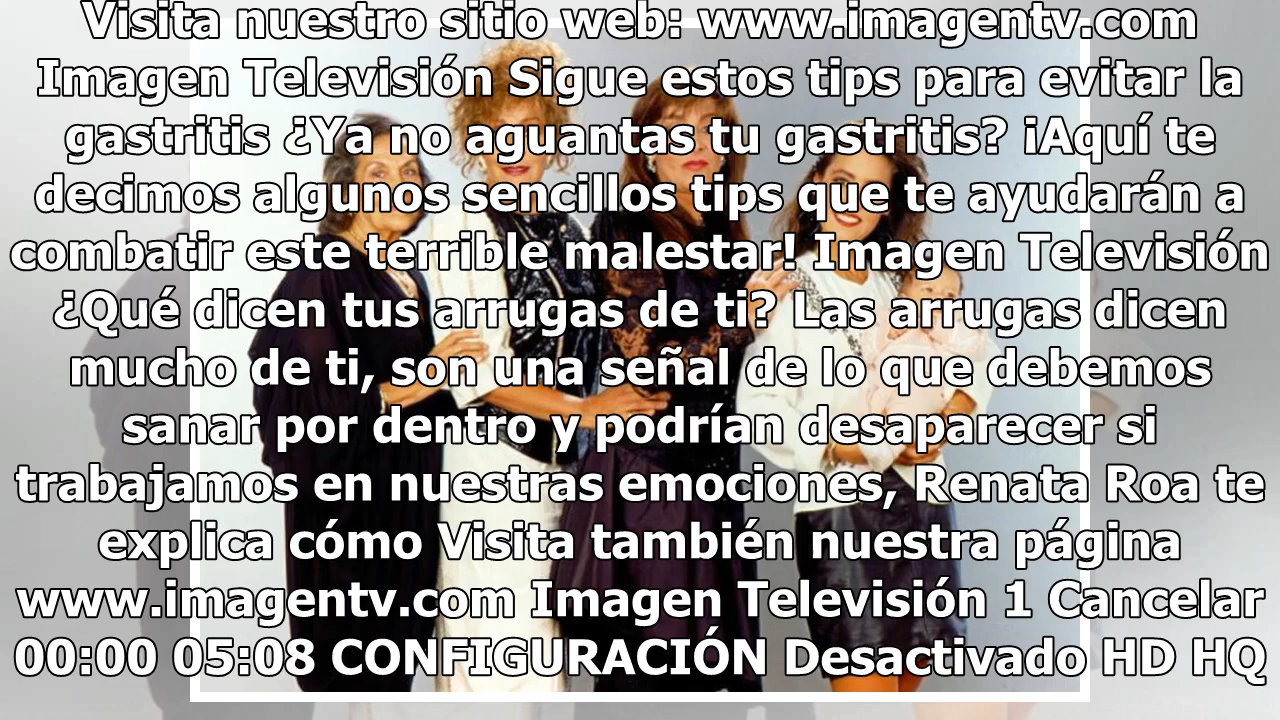 Visita nuestro sitio web: www.imagentv.com
Imagen Televisión Sigue estos tips para evitar la
gastritis ¿Ya no aguantas tu gastritis? ¡Aquí te
decimos algunos sencillos tips que te ayudarán a
combatir este terrible malestar! Imagen Televisión
¿Qué dicen tus arrugas de ti? Las arrugas dicen
mucho de ti, son una señal de lo que debemos
sanar por dentro y podrían desaparecer si
trabajamos en nuestras emociones, Renata Roa te
explica cómo Visita también nuestra página
www.imagentv.com Imagen Televisión 1 Cancelar
00:00 05:08 CONFIGURACIÓN Desactivado HD HQ